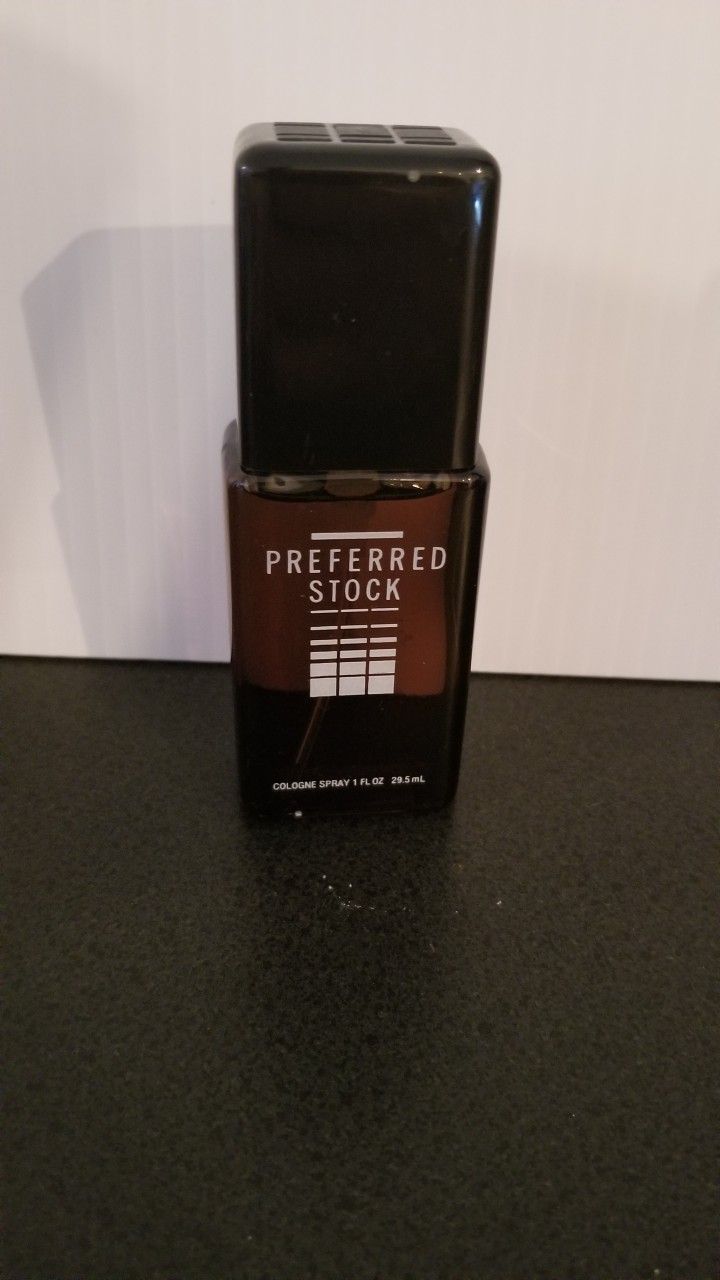 PREFERRED
STOCK
COLOGNE SPRAY 1 FL OZ 29.5 mL